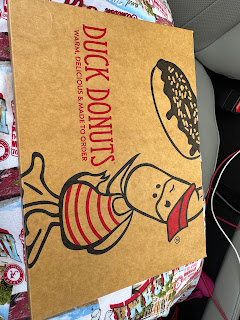 DUCK DONUTS
WARM, DELICIOUS & MADE TO ORDER